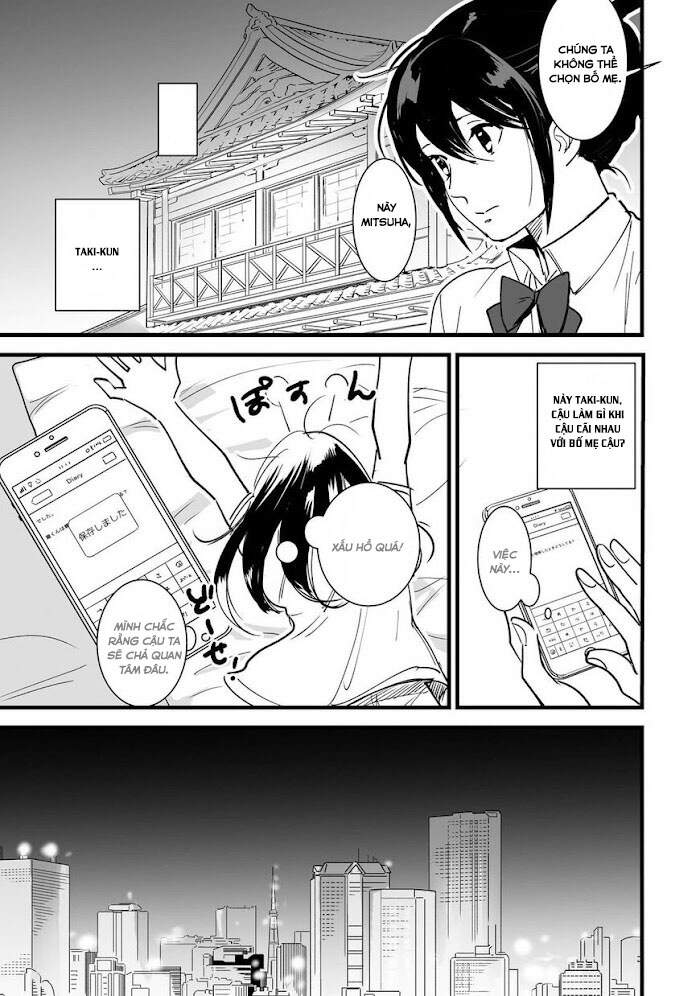 CHÚNG TA
KHÔNG THỂ
CHỌN BỐ MẸ.
NÀY
MITSUHA,
TAKI-KUN
...
NÀY TAKI-KUN,
CẬU LÀM GÌ KHI
CẬU CÃI NHAU
VỚI BỐ MẸ CẬU?
Diary
VIỆC
NÀY...
ぽすん
XẤU HỔ QUÁ!
Diary
保存しました
どーせ!
MÌNH CHẮC
RẰNG CẬU TA
SẼ CHẢ QUAN
TÂM ĐÂU.